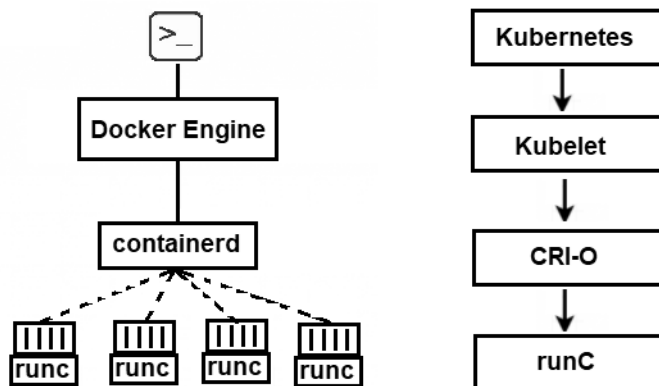 >_
Docker Engine
containerd
runc
runc
runc
runc
Kubernetes
Kubelet
CRI-O
runC